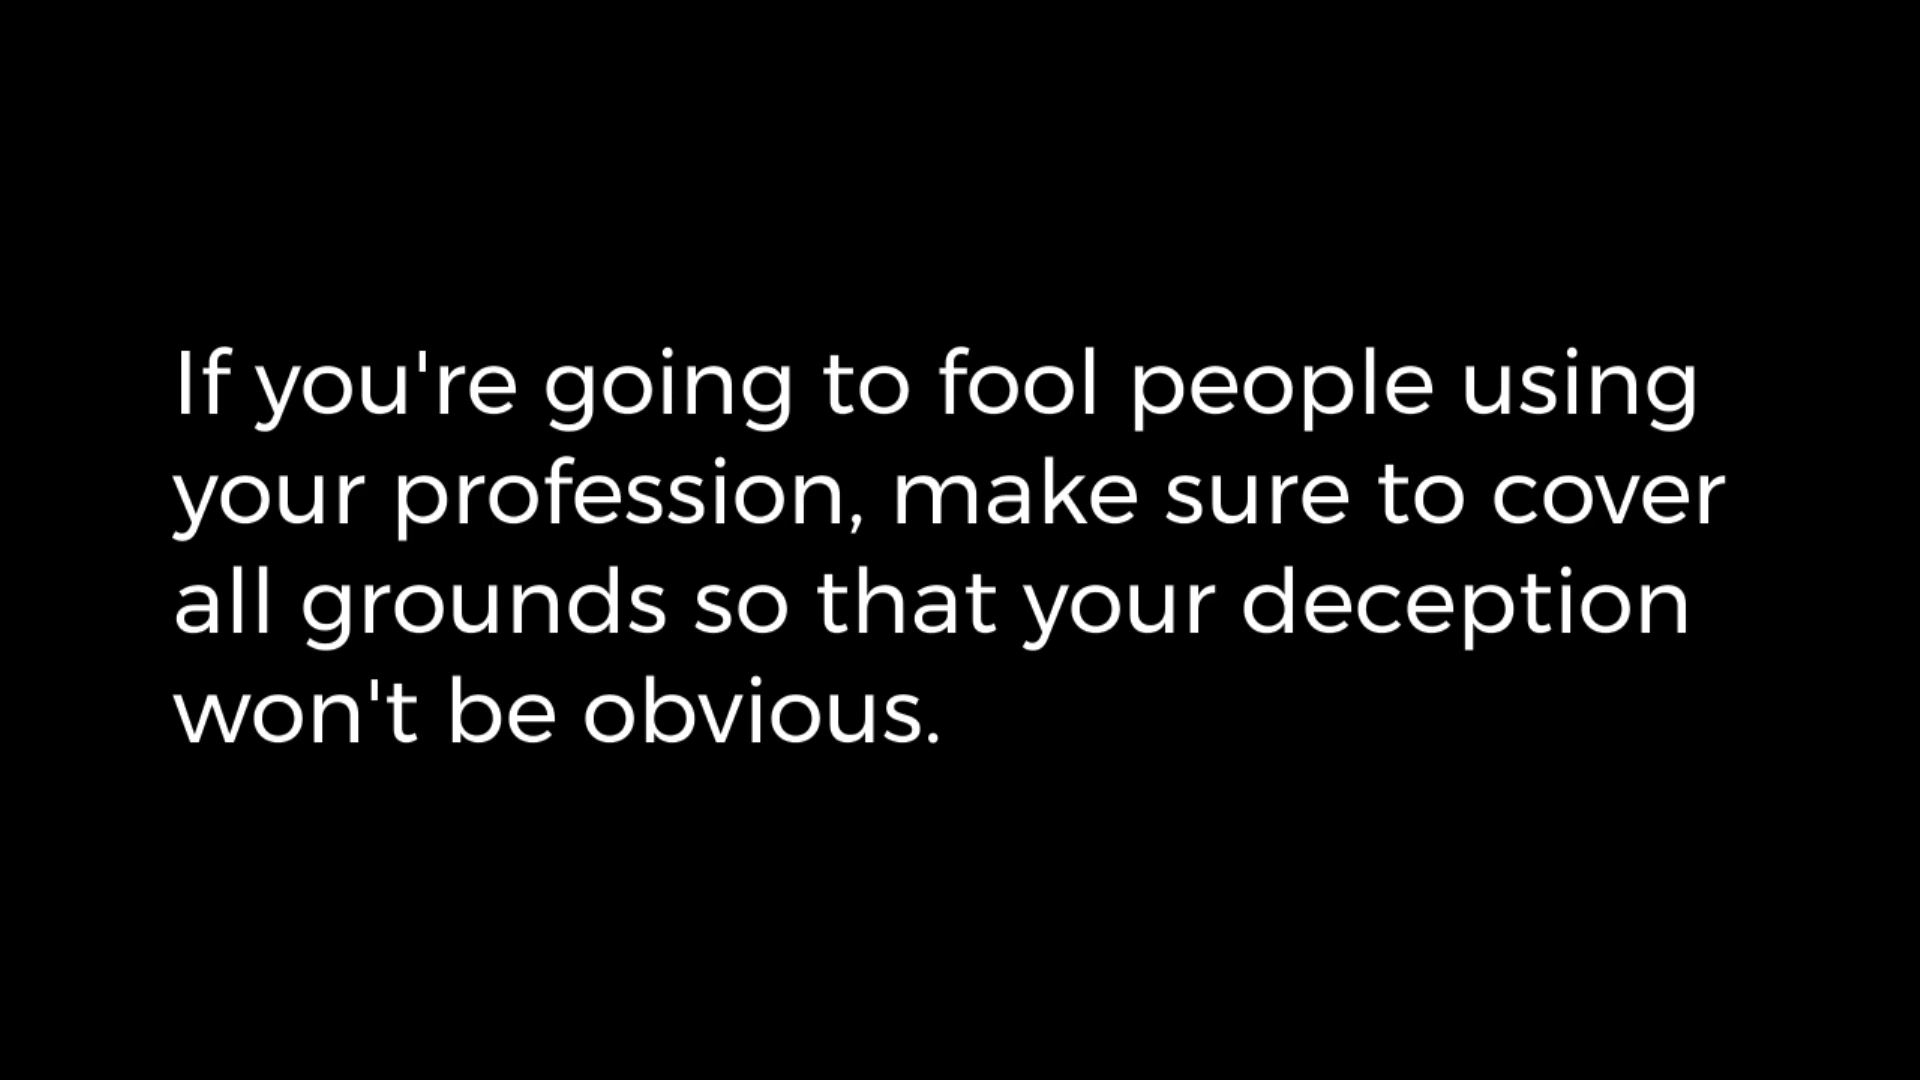 If you're going to fool people using
your profession, make sure to cover
all grounds so that your deception
won't be obvious.